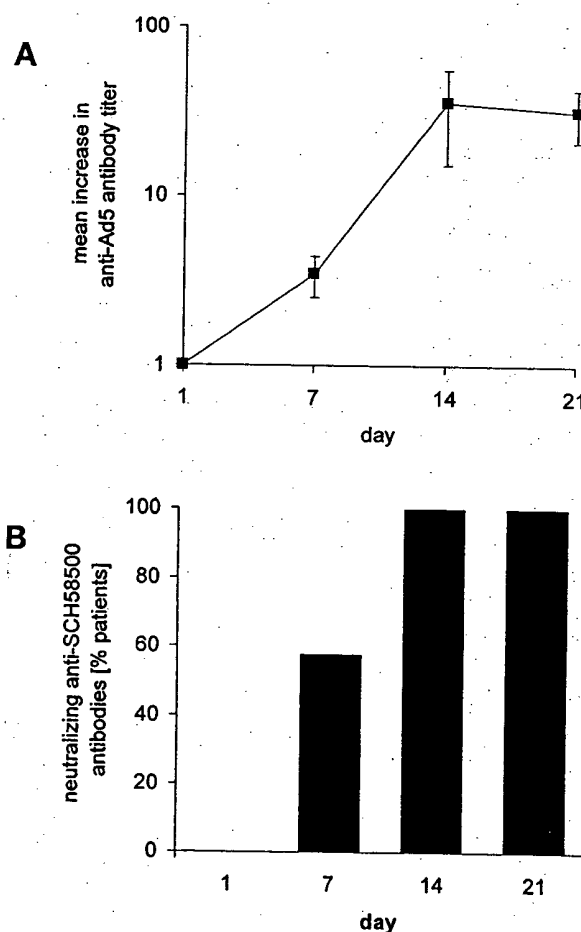 A
mean increase in
anti-Ad5 antibody titer
100
10
1
1 7 14 21
day
B
neutralizing anti-SCH58500
antibodies [% patients]
100
80
60
40
20
0
1 7 14 21
day